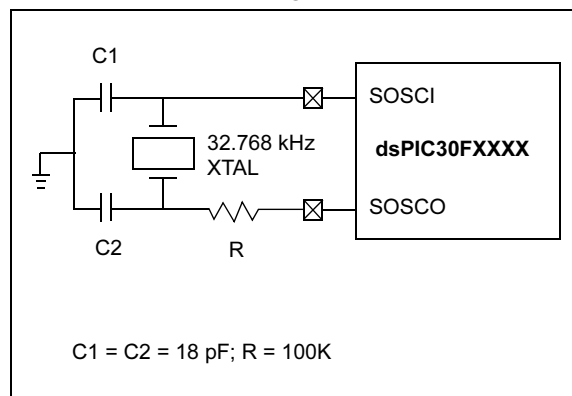 C1
SOSCI
32.768 kHz
XTAL
dsPIC30FXXXX
SOSCO
C2
R
C1 = C2 = 18 pF; R = 100K